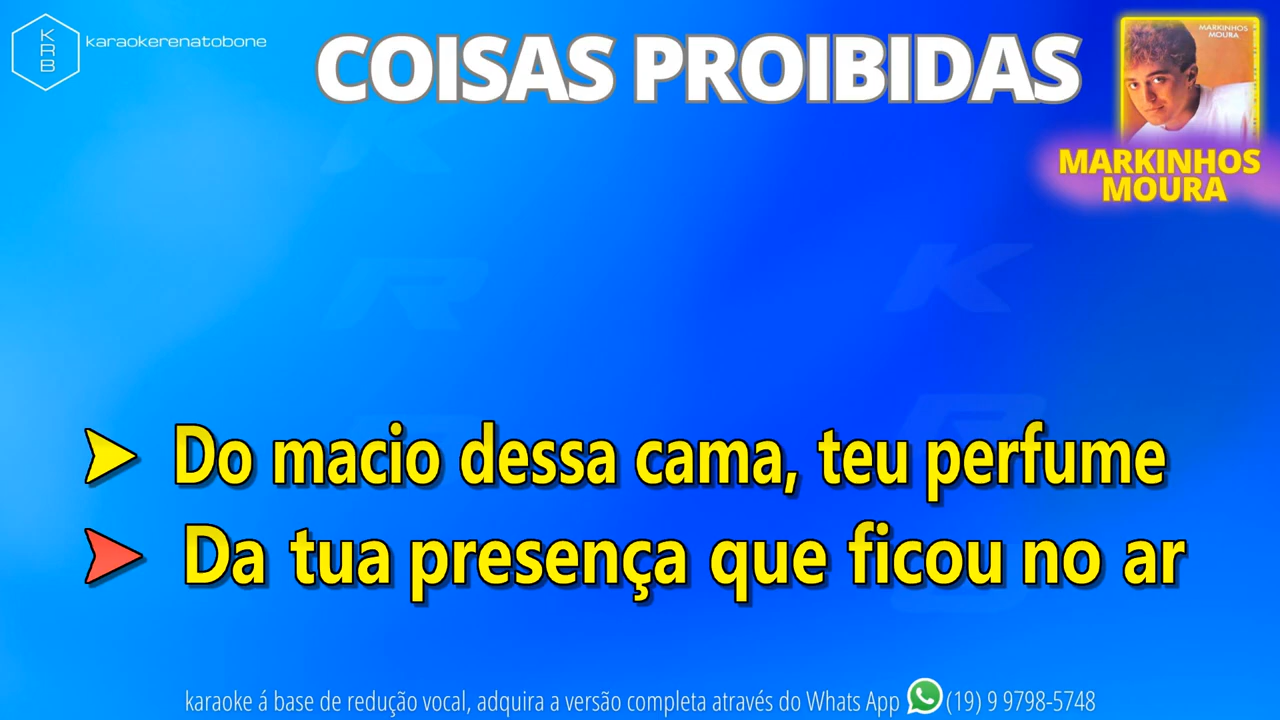 KRB
karaokerenatobone
COISAS PROIBIDAS
MARKINHOS
MOURA
MARKINHOS
MOURA
K
R
K
B
Do macio dessa cama, teu perfume
Da tua presença que ficou no ar
karaoke á base de redução vocal, adquira a versão completa através do Whats App (19) 9 9798-5748